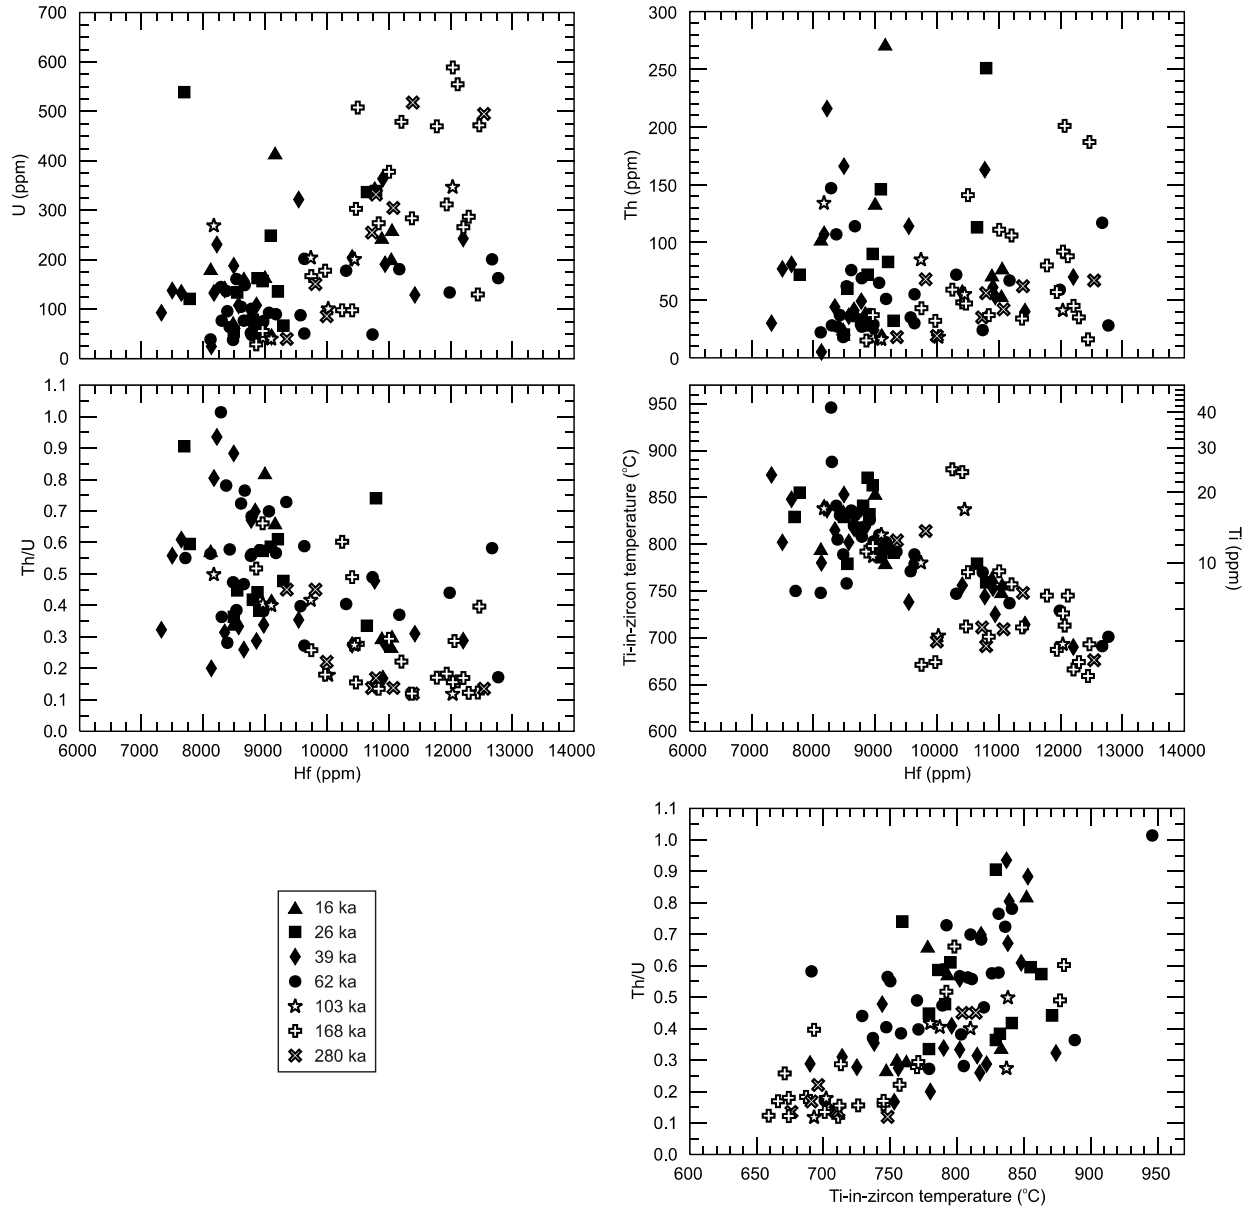 700
600
500
400
300
200
100
0
U (ppm)
300
250
200
150
100
50
0
Th (ppm)
1.1
1.0
0.9
0.8
0.7
0.6
0.5
0.4
0.3
0.2
0.1
0.0
Th/U
6000 7000 8000 9000 10000 11000 12000 13000 14000
Hf (ppm)
950
900
850
800
750
700
650
600
Ti-in-zircon temperature (°C)
40
30
20
10
Ti (ppm)
6000 7000 8000 9000 10000 11000 12000 13000 14000
Hf (ppm)
16 ka
26 ka
39 ka
62 ka
103 ka
168 ka
280 ka
1.1
1.0
0.9
0.8
0.7
0.6
0.5
0.4
0.3
0.2
0.1
0.0
Th/U
600 650 700 750 800 850 900 950
Ti-in-zircon temperature (°C)